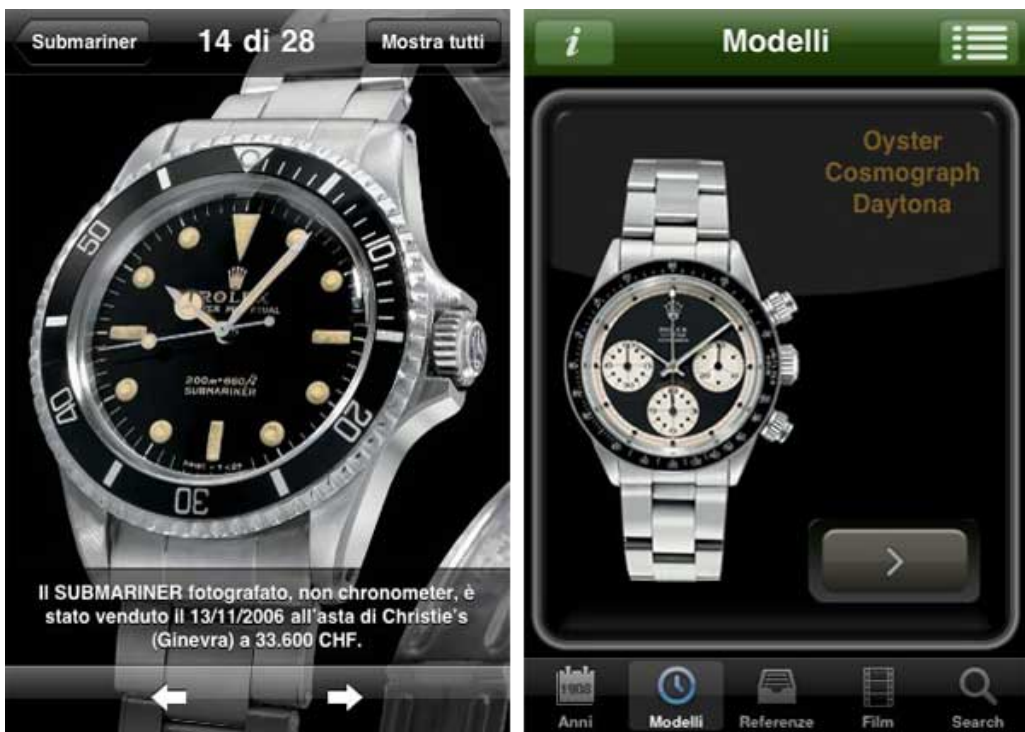 Submariner
14 di 28
Mostra tutti
50
10
40
20
30
ROLEX
200m=660ft
SUBMARINER
Il SUBMARINER fotografato, non chronometer, è
stato venduto il 13/11/2006 all'asta di Christie's
(Ginevra) a 33.600 CHF.
i
Modelli
Oyster
Cosmograph
Daytona
ROLEX
1908
Anni
Modelli
Referenze
Film
Search